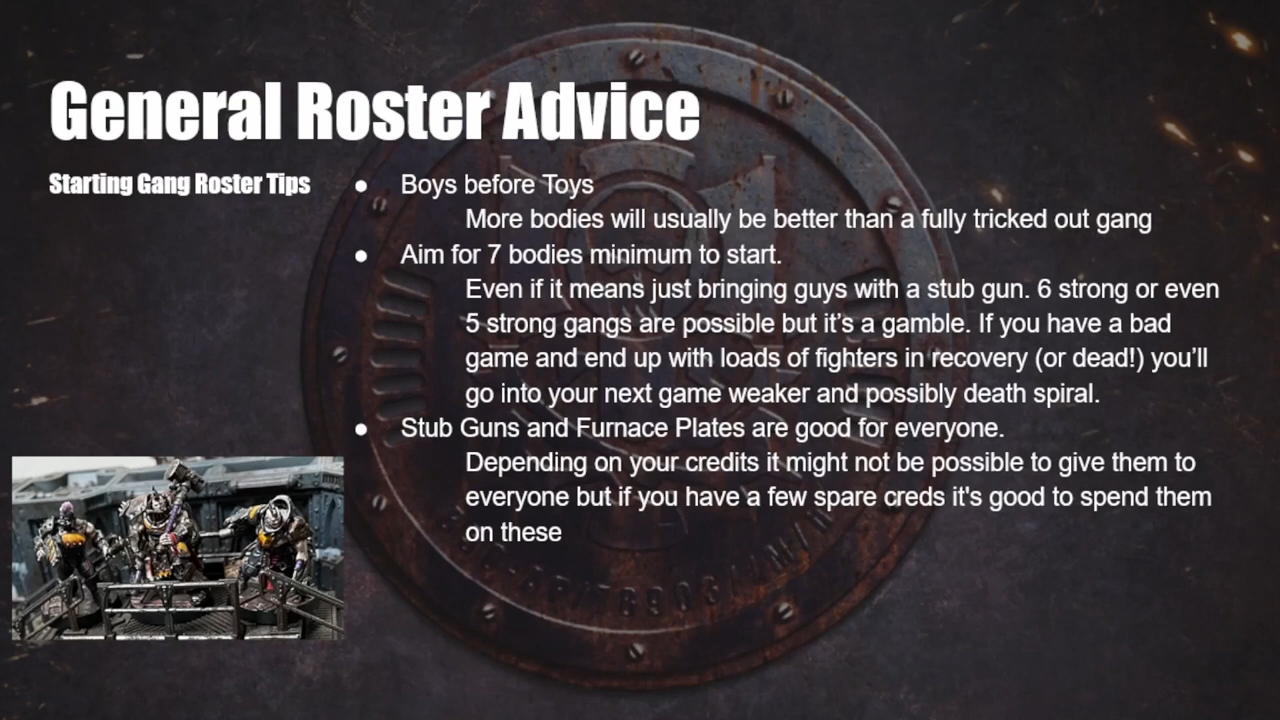 General Roster Advice
Starting Gang Roster Tips
● Boys before Toys
More bodies will usually be better than a fully tricked out gang
● Aim for 7 bodies minimum to start.
Even if it means just bringing guys with a stub gun. 6 strong or even
5 strong gangs are possible but it’s a gamble. If you have a bad
game and end up with loads of fighters in recovery (or dead!) you’ll
go into your next game weaker and possibly death spiral.
● Stub Guns and Furnace Plates are good for everyone.
Depending on your credits it might not be possible to give them to
everyone but if you have a few spare creds it's good to spend them
on these